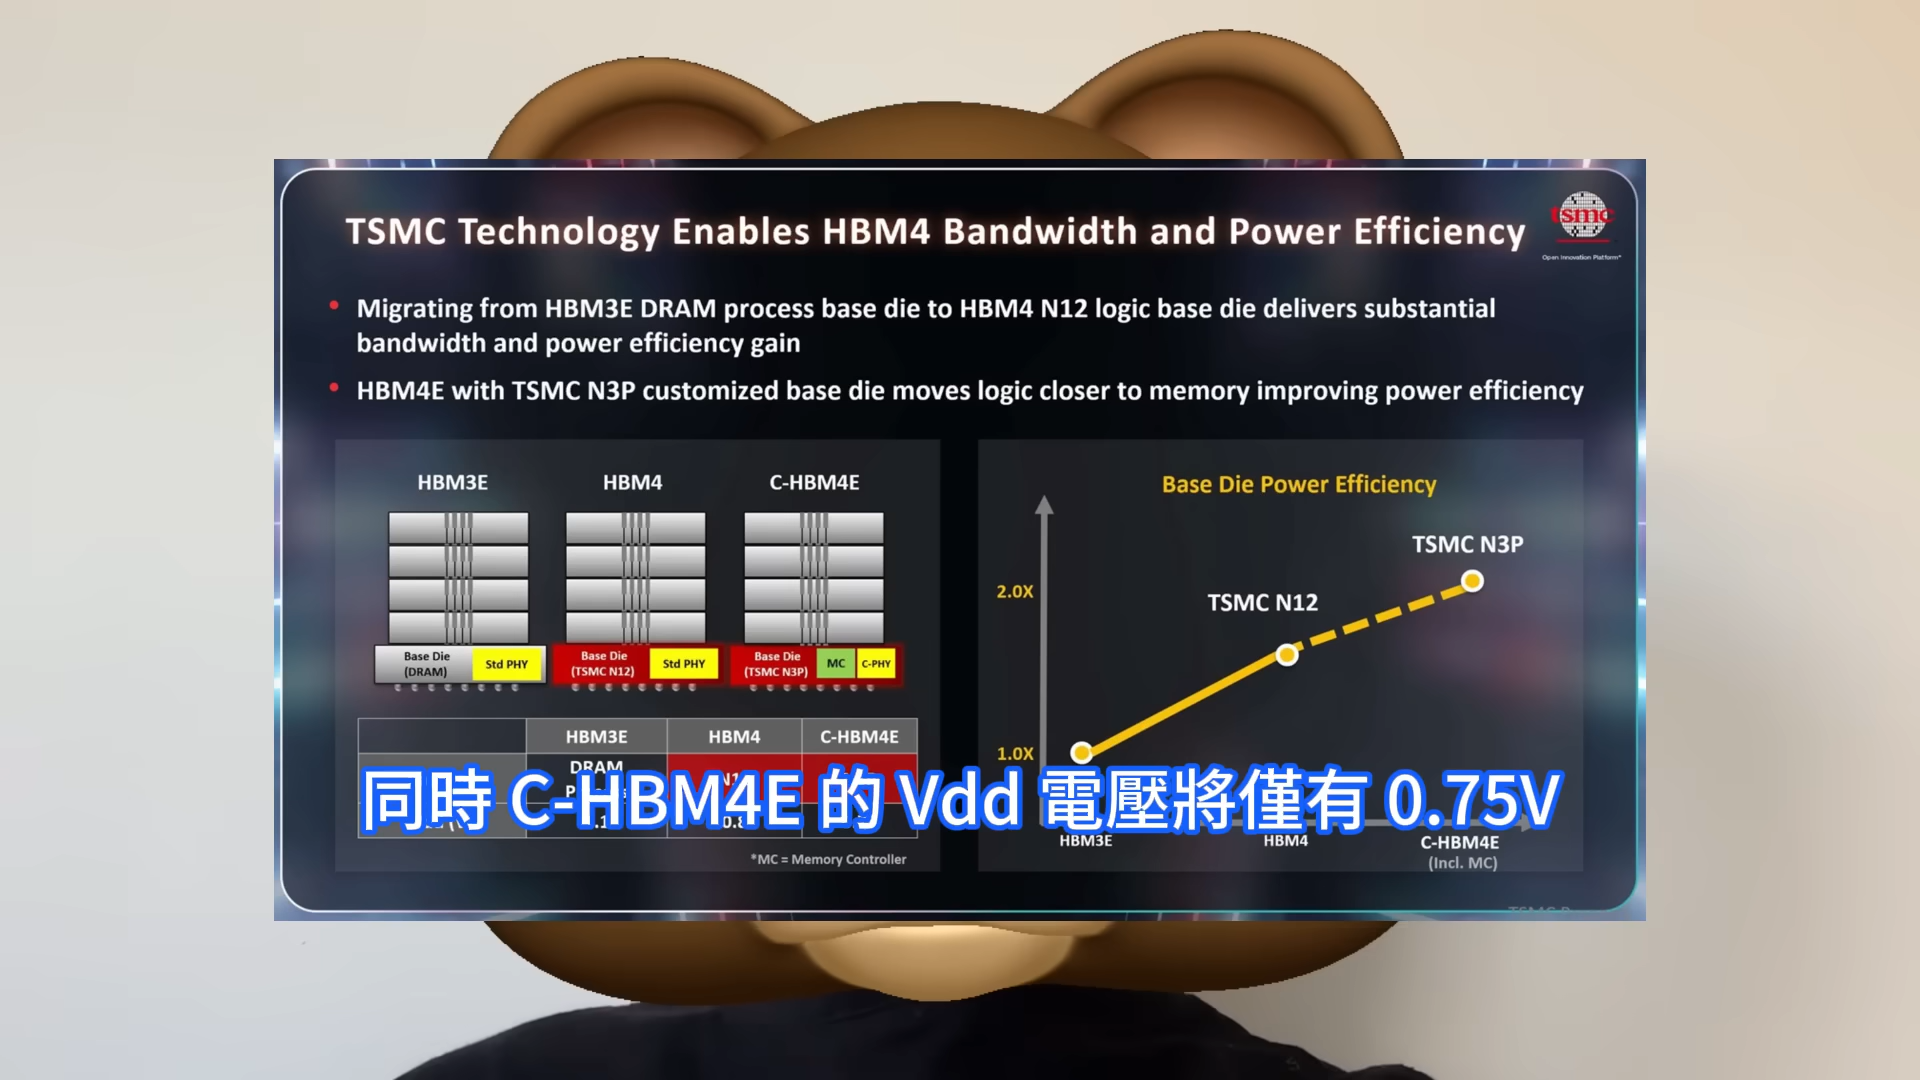 TSMC Technology Enables HBM4 Bandwidth and Power Efficiency
tsmc
Open Innovation Platform®
• Migrating from HBM3E DRAM process base die to HBM4 N12 logic base die delivers substantial
bandwidth and power efficiency gain
• HBM4E with TSMC N3P customized base die moves logic closer to memory improving power efficiency
HBM3E HBM4 C-HBM4E
Base Die
(DRAM)
Std PHY
Base Die
(TSMC N12)
Std PHY
Base Die
(TSMC N3P)
MC
C-PHY
HBM3E HBM4 C-HBM4E
DRAM
*MC = Memory Controller
Base Die Power Efficiency
TSMC N3P
2.0X
TSMC N12
1.0X
同時 C-HBM4E 的 Vdd 電壓將僅有 0.75V
HBM3E HBM4 C-HBM4E
(Incl. MC)